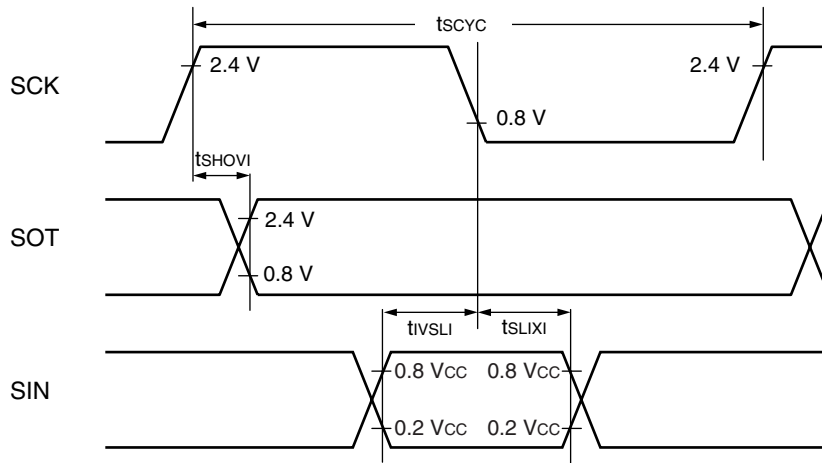 tSCYC
SCK
2.4 V
2.4 V
0.8 V
tSHOVI
SOT
2.4 V
0.8 V
tIVSLI
tSLIXI
SIN
0.8 VCC
0.8 VCC
0.2 VCC
0.2 VCC